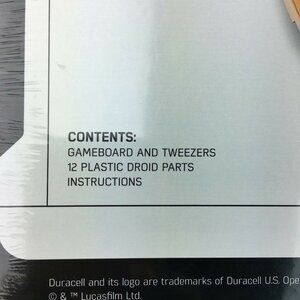 CONTENTS:
GAMEBOARD AND TWEEZERS
12 PLASTIC DROID PARTS
INSTRUCTIONS
Duracell and its logo are trademarks of Duracell U.S. Ope
© & ™ Lucasfilm Ltd.